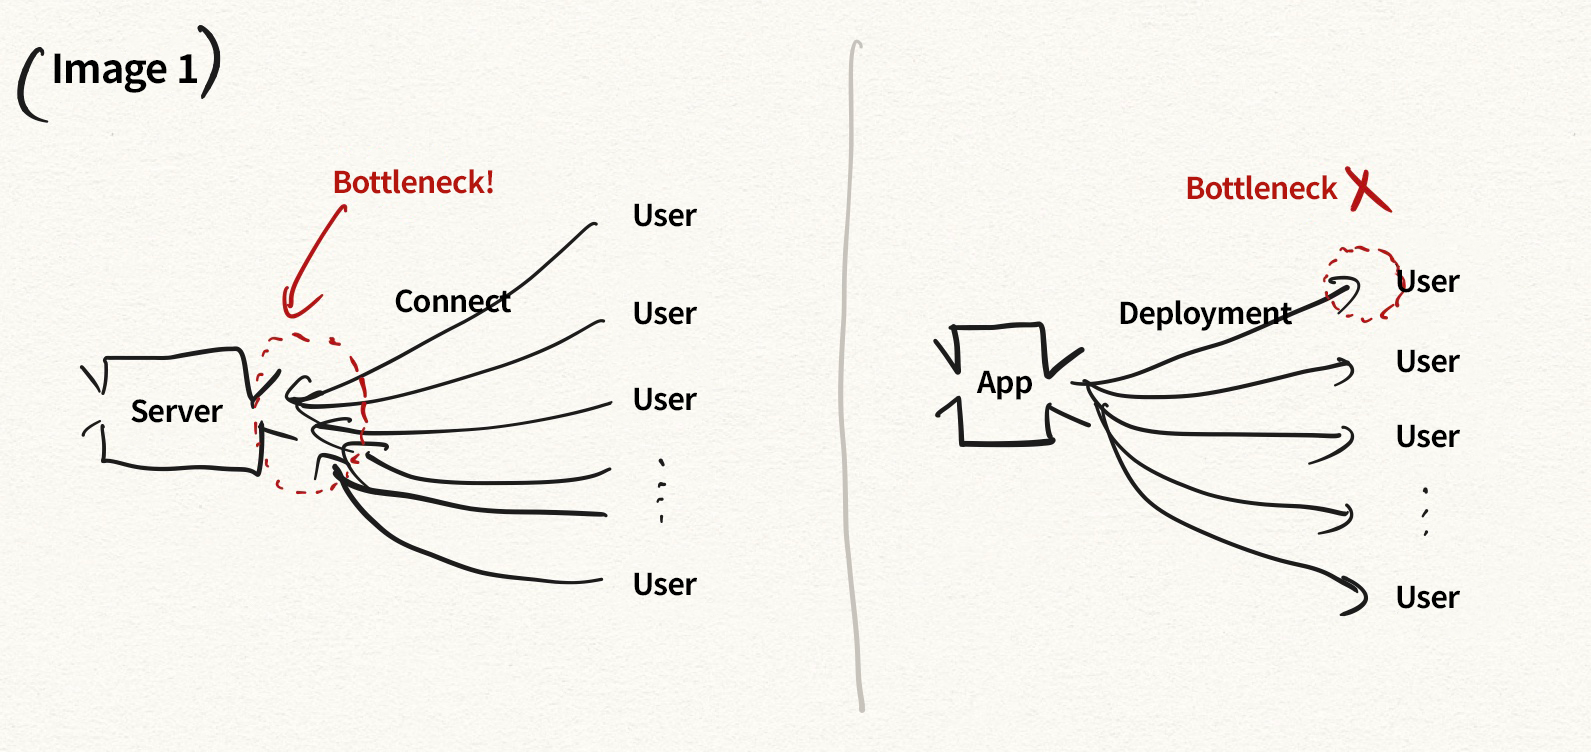 (Image 1)
Bottleneck!
User
Connect
User
User
Server
User
Bottleneck X
User
Deployment
User
App
User
User